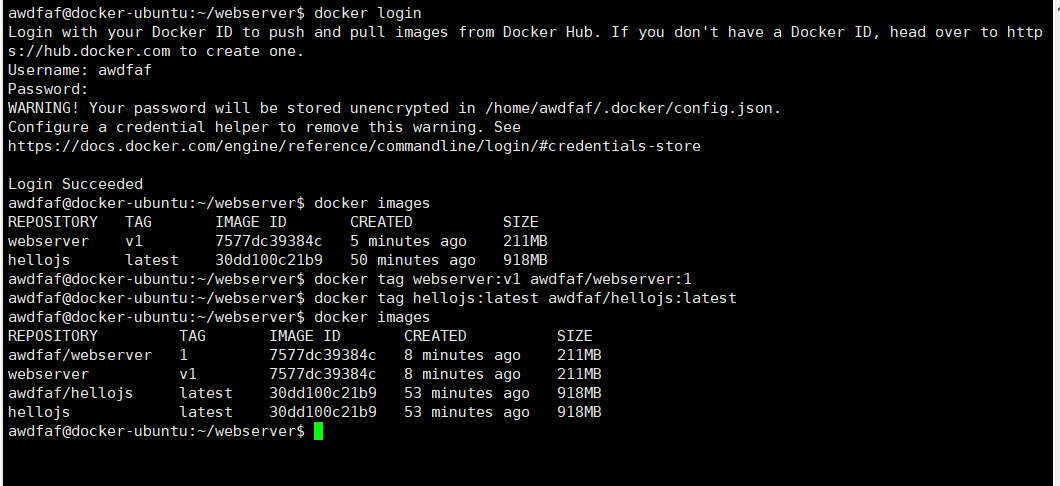 awdfaf@docker-ubuntu:~/webserver$ docker login
Login with your Docker ID to push and pull images from Docker Hub. If you don't have a Docker ID, head over to http
s://hub.docker.com to create one.
Username: awdfaf
Password:
WARNING! Your password will be stored unencrypted in /home/awdfaf/.docker/config.json.
Configure a credential helper to remove this warning. See
https://docs.docker.com/engine/reference/commandline/login/#credentials-store

Login Succeeded
awdfaf@docker-ubuntu:~/webserver$ docker images
REPOSITORY   TAG       IMAGE ID       CREATED          SIZE
webserver    v1        7577dc39384c   5 minutes ago    211MB
hellojs      latest    30dd100c21b9   50 minutes ago   918MB
awdfaf@docker-ubuntu:~/webserver$ docker tag webserver:v1 awdfaf/webserver:1
awdfaf@docker-ubuntu:~/webserver$ docker tag hellojs:latest awdfaf/hellojs:latest
awdfaf@docker-ubuntu:~/webserver$ docker images
REPOSITORY         TAG       IMAGE ID       CREATED          SIZE
awdfaf/webserver   1         7577dc39384c   8 minutes ago    211MB
webserver          v1        7577dc39384c   8 minutes ago    211MB
awdfaf/hellojs     latest    30dd100c21b9   53 minutes ago   918MB
hellojs            latest    30dd100c21b9   53 minutes ago   918MB
awdfaf@docker-ubuntu:~/webserver$